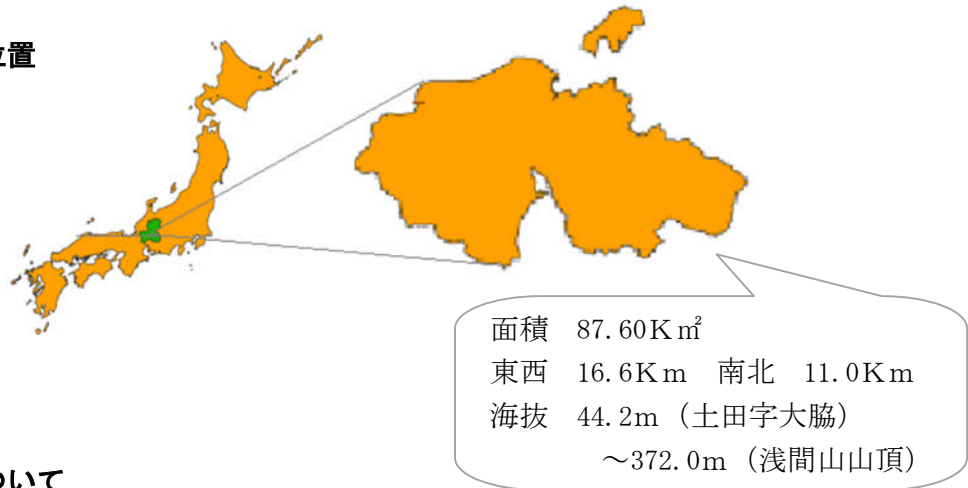 位置
面積　87.60K㎡
東西　16.6Km　南北　11.0Km
海抜　44.2m（土田字大脇）
～372.0m（浅間山山頂）
ついて